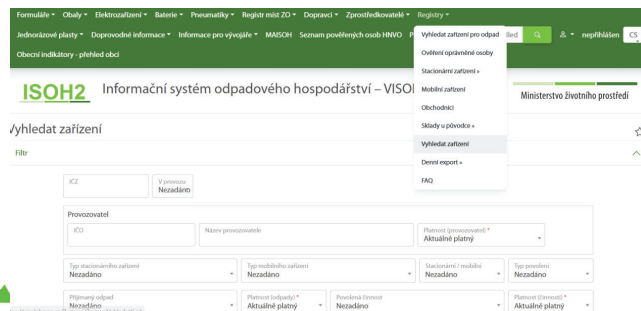 Formuláře Obaly Elektrozařízení Baterie Pneumatiky Registr míst ZO Dopravci Zprostředkovatelé Registry
Jednorázové plasty Doprovodné informace Informace pro vývojáře MAISOH Seznam pověřených osob HNVO nepřihlášen CS
Obecní indikátory - přehled obcí
Vyhledat zařízení pro odpad
Ověření oprávněné osoby
Stacionární zařízení »
Mobilní zařízení
Obchodníci
Sklady u původce »
Vyhledat zařízení
Denní export »
FAQ
ISOH2 Informační systém odpadového hospodářství – VISO
Ministerstvo životního prostředí
Vyhledat zařízení
Filtr
IČZ
V provozu
Nezadáno
Provozovatel
IČO Název provozovatele Platnost (provozovatel) *
Aktuálně platný
Typ stacionárního zařízení Typ mobilního zařízení Stacionární / mobilní Typ povolení
Nezadáno Nezadáno Nezadáno Nezadáno
Přijímaný odpad Platnost (odpady) * Povolená činnost Platnost (činnosti) *
Nezadáno Aktuálně platný Nezadáno Aktuálně platný